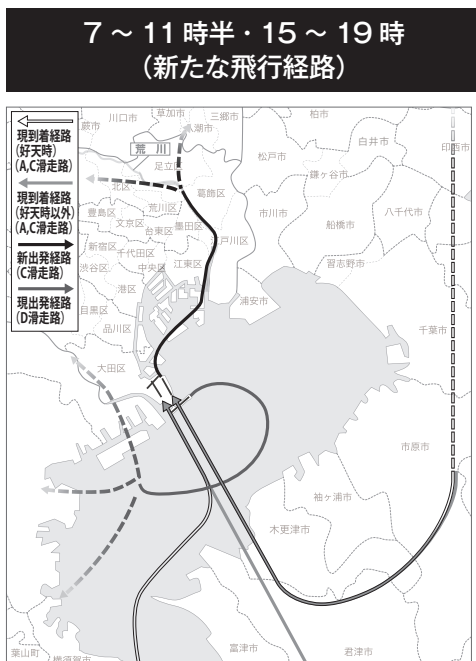 7～11時半・15～19時
（新たな飛行経路）
現到着経路
（好天時）
（A,C滑走路）
現到着経路
（好天時以外）
（A,C滑走路）
新出発経路
（C滑走路）
現出発経路
（D滑走路）
川口市
草加市
三郷市
柏市
蕨市
八潮市
荒川
白井市
印西市
足立区
松戸市
鎌ヶ谷市
北区
葛飾区
荒川区
市川市
八千代市
豊島区
文京区
墨田区
船橋市
台東区
新宿区
千代田区
江戸川区
習志野市
渋谷区
中央区
江東区
港区
浦安市
目黒区
千葉市
品川区
大田区
市原市
袖ヶ浦市
木更津市
葉山町
横須賀市
富津市
君津市